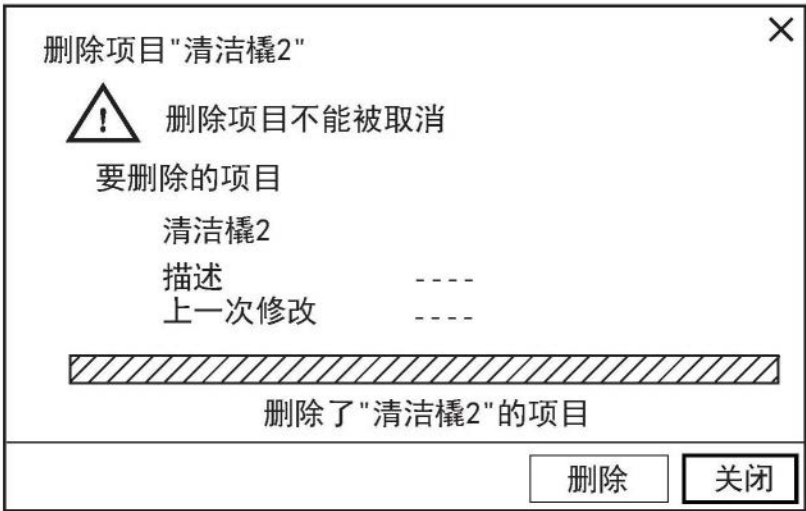 删除项目"清洁橇2"
×
!
删除项目不能被取消
要删除的项目
清洁橇2
描述 ----
上一次修改 ----
删除了"清洁橇2"的项目
删除 关闭